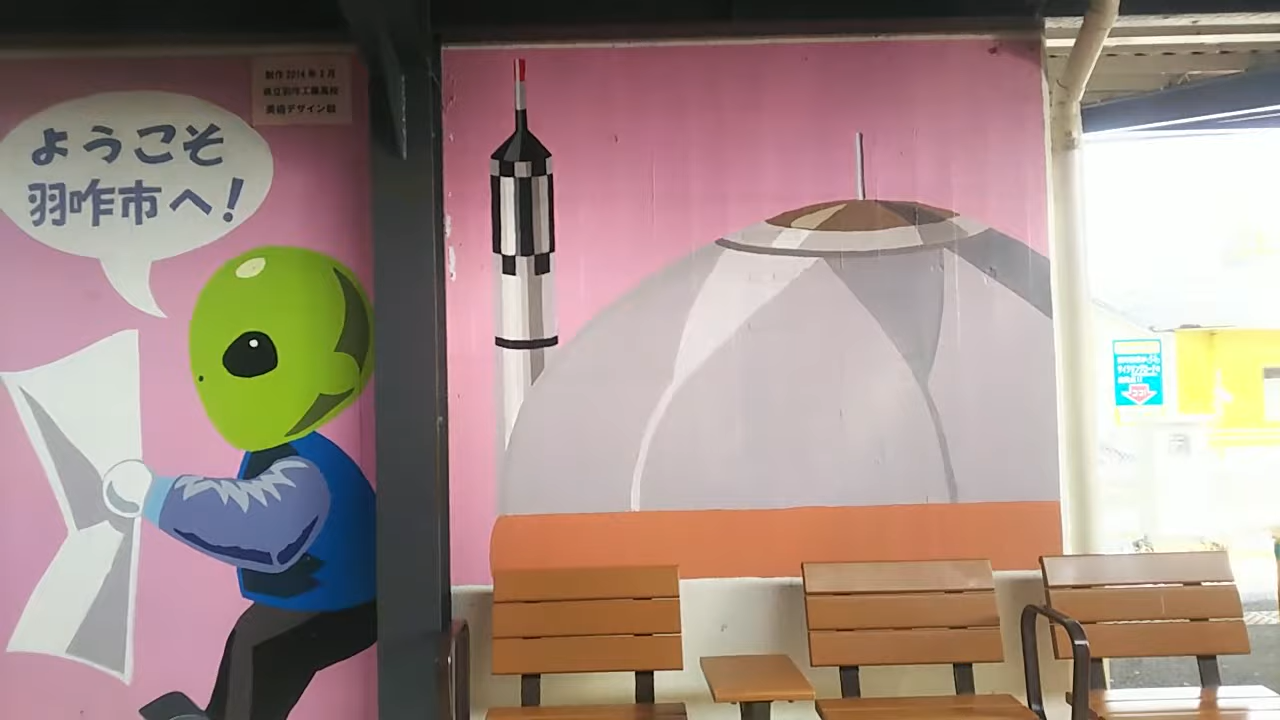 制作2014年3月
県立羽咋工業高校
美術デザイン部
ようこそ
羽咋市へ!